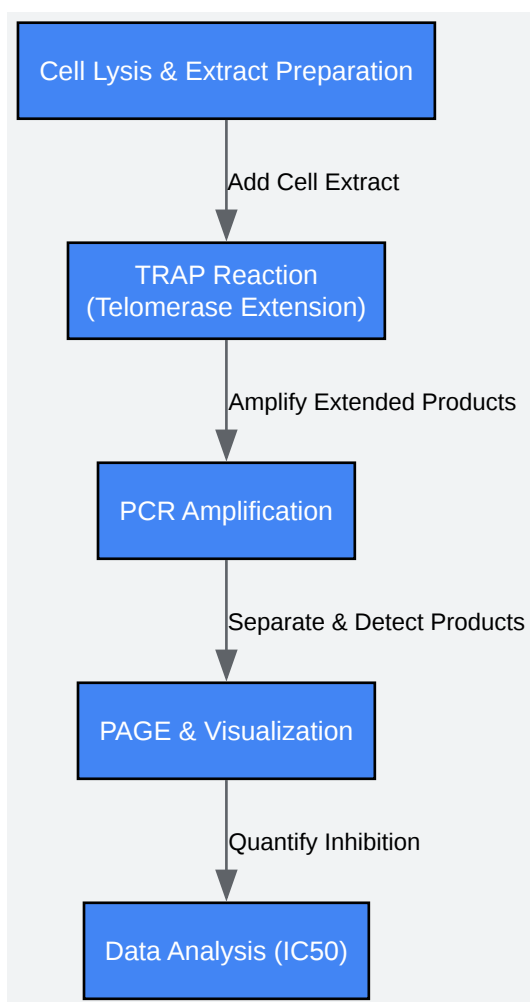 Cell Lysis & Extract Preparation
Add Cell Extract
TRAP Reaction
(Telomerase Extension)
Amplify Extended Products
PCR Amplification
Separate & Detect Products
PAGE & Visualization
Quantify Inhibition
Data Analysis (IC50)